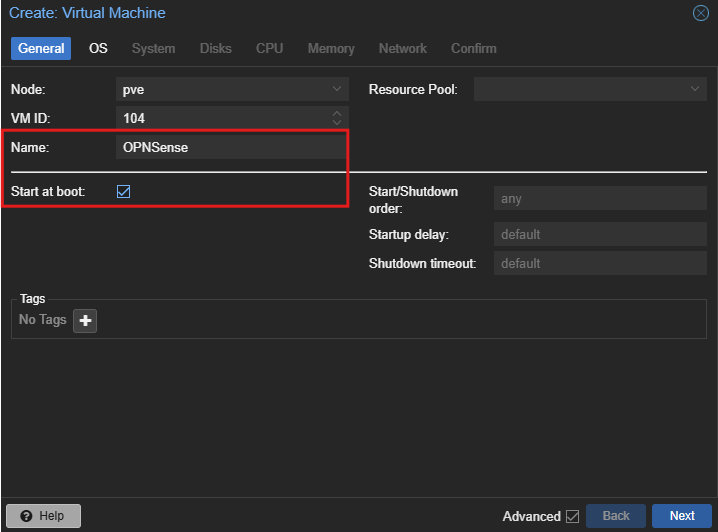 Create: Virtual Machine
General OS System Disks CPU Memory Network Confirm
Node: pve Resource Pool:
VM ID: 104
Name: OPNSense
Start at boot: Start/Shutdown order: any
Startup delay: default
Shutdown timeout: default
Tags
No Tags
Help Advanced Back Next